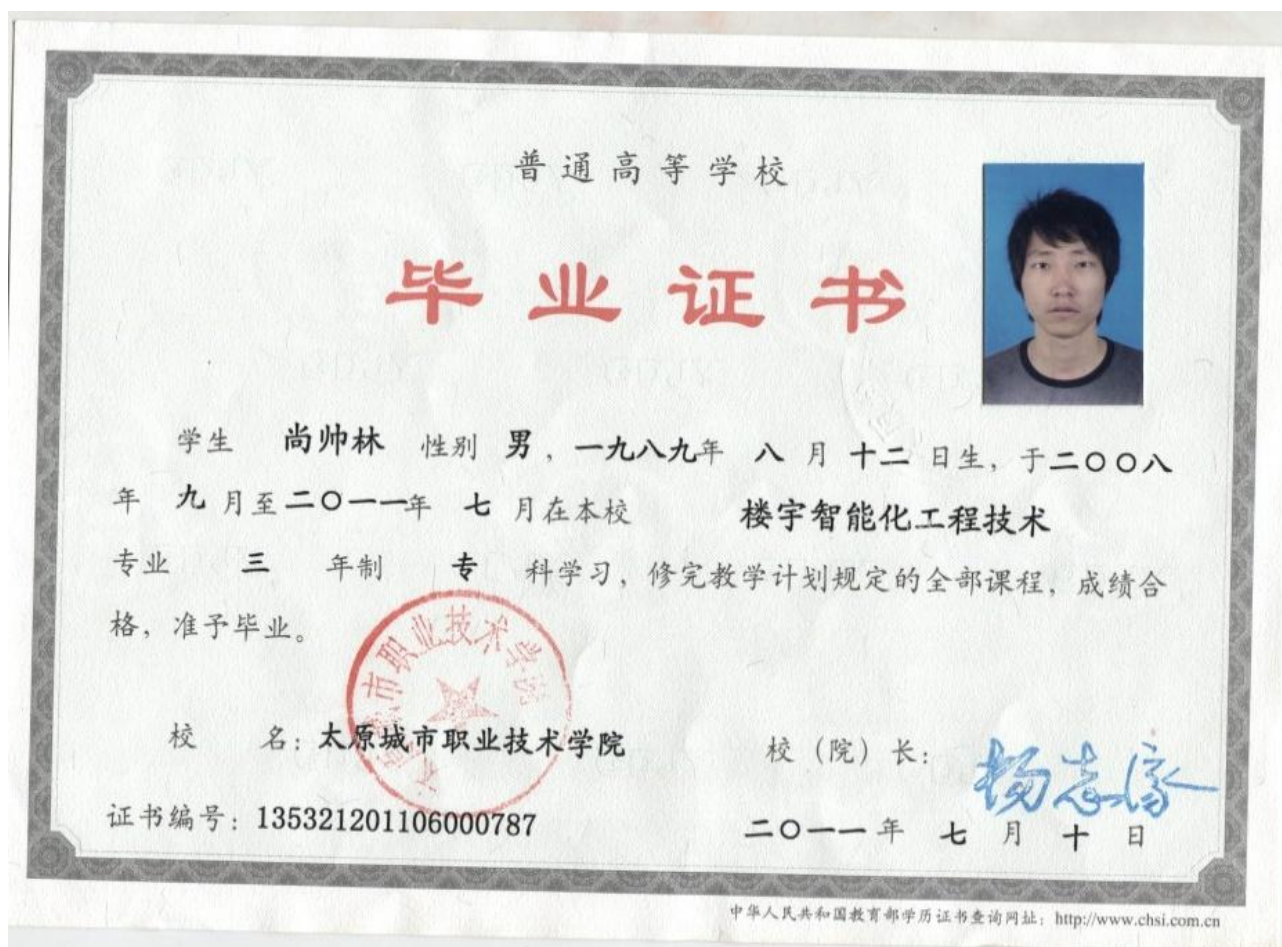 普通高等学校
毕业证书
学生 尚帅林 性别 男，一九八九年 八 月 十二 日生，于二〇〇八
年 九 月至二〇一一年 七 月在本校 楼宇智能化工程技术
专业 三 年制 专 科学习，修完教学计划规定的全部课程，成绩合
格，准予毕业。
校 名：太原城市职业技术学院 校（院）长：
证书编号：135321201106000787 二〇一一年 七 月 十 日
中华人民共和国教育部学历证书查询网址：http://www.chsi.com.cn